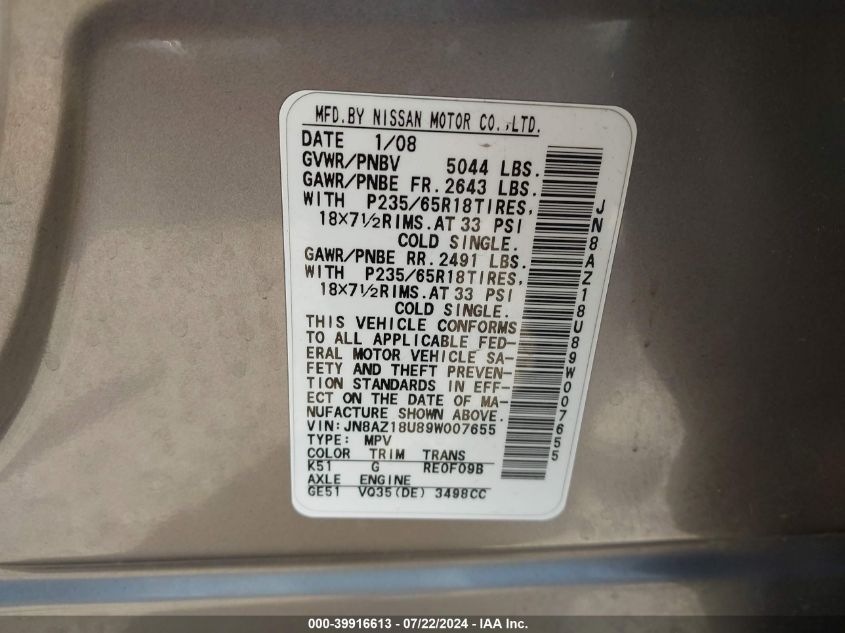 MFD.BY NISSAN MOTOR CO.,LTD.
DATE 1/08
GVWR/PNBV 5044 LBS.
GAWR/PNBE FR. 2643 LBS.
WITH P235/65R18TIRES,
18×7½RIMS.AT 33 PSI
COLD SINGLE.
GAWR/PNBE RR. 2491 LBS.
WITH P235/65R18TIRES,
18×7½RIMS.AT 33 PSI
COLD SINGLE.
THIS VEHICLE CONFORMS
TO ALL APPLICABLE FED-
ERAL MOTOR VEHICLE SA-
FETY AND THEFT PREVEN-
TION STANDARDS IN EFF-
ECT ON THE DATE OF MA-
NUFACTURE SHOWN ABOVE.
VIN:JN8AZ18U89W007655
TYPE: MPV
COLOR TRIM TRANS
K51 G RE0F09B
AXLE ENGINE
GE51 VQ35(DE) 3498CC
JN8AZ18U89W007655
000-39916613 - 07/22/2024 - IAA Inc.